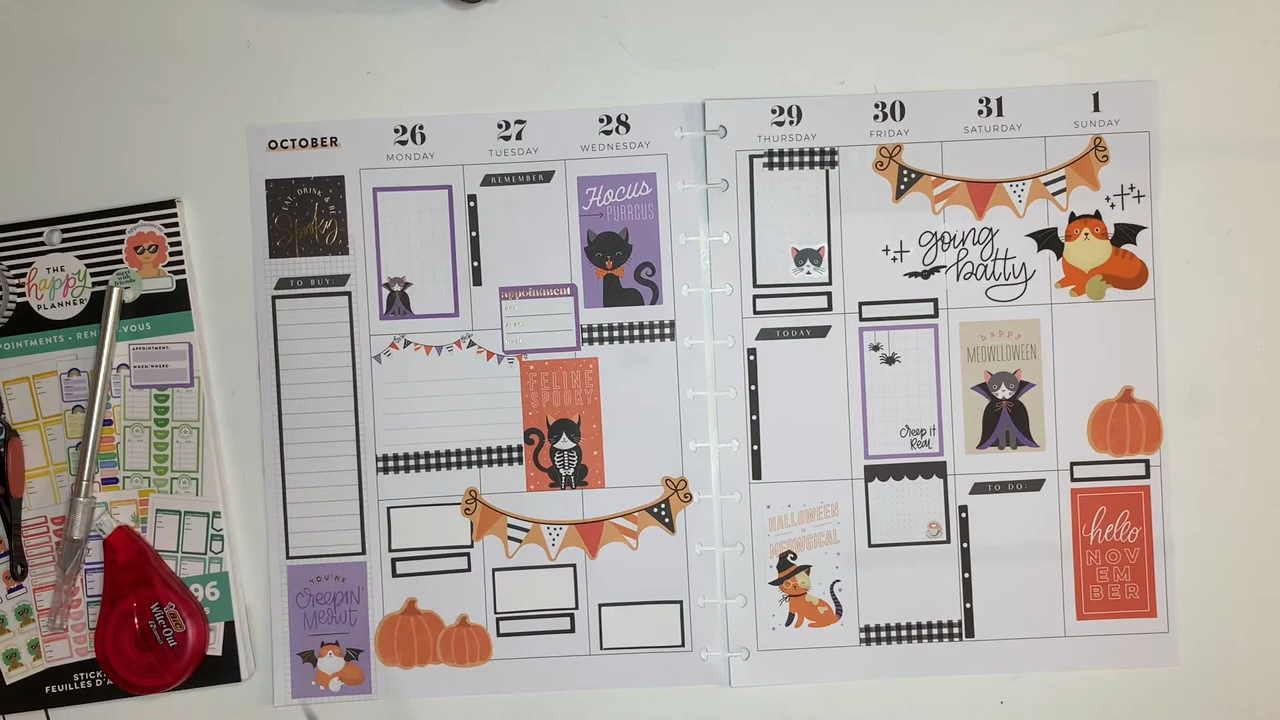 OCTOBER
26
MONDAY
27
TUESDAY
28
WEDNESDAY
29
THURSDAY
30
FRIDAY
31
SATURDAY
1
SUNDAY
EAT, DRINK & BE
Spooky
TO BUY:
YOU'RE
Creepin'
Meowt
REMEMBER
appointment
HOCUS
PURRCUS
FELINE
SPOOKY
going
batty
TODAY
creep it
real
happy
MEOWLLOWEEN
HALLOWEEN
IS
MEOWGICAL
TO DO:
hello
NOV
EM
BER
THE
happy
PLANNER
appointment
APPOINTMENT:
WHEN/WHERE:
96
STICK
FEUILLES D'A
BIC
Wite-Out